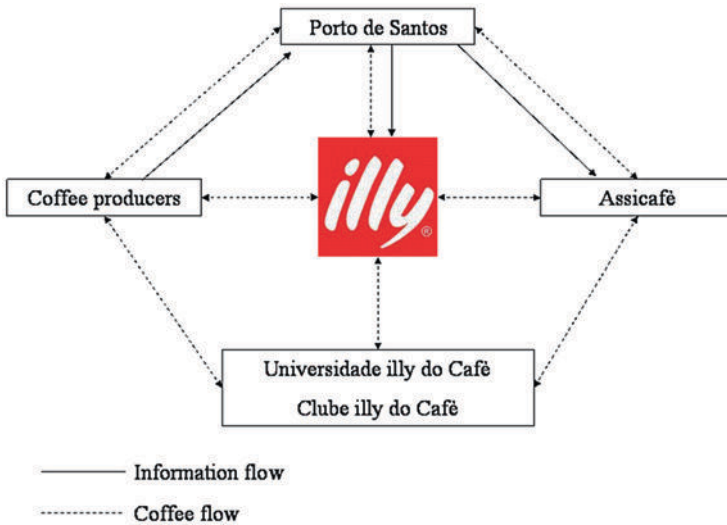 Porto de Santos
Coffee producers
illy®
Assicafè
Universidade illy do Cafè
Clube illy do Cafè
Information flow
Coffee flow